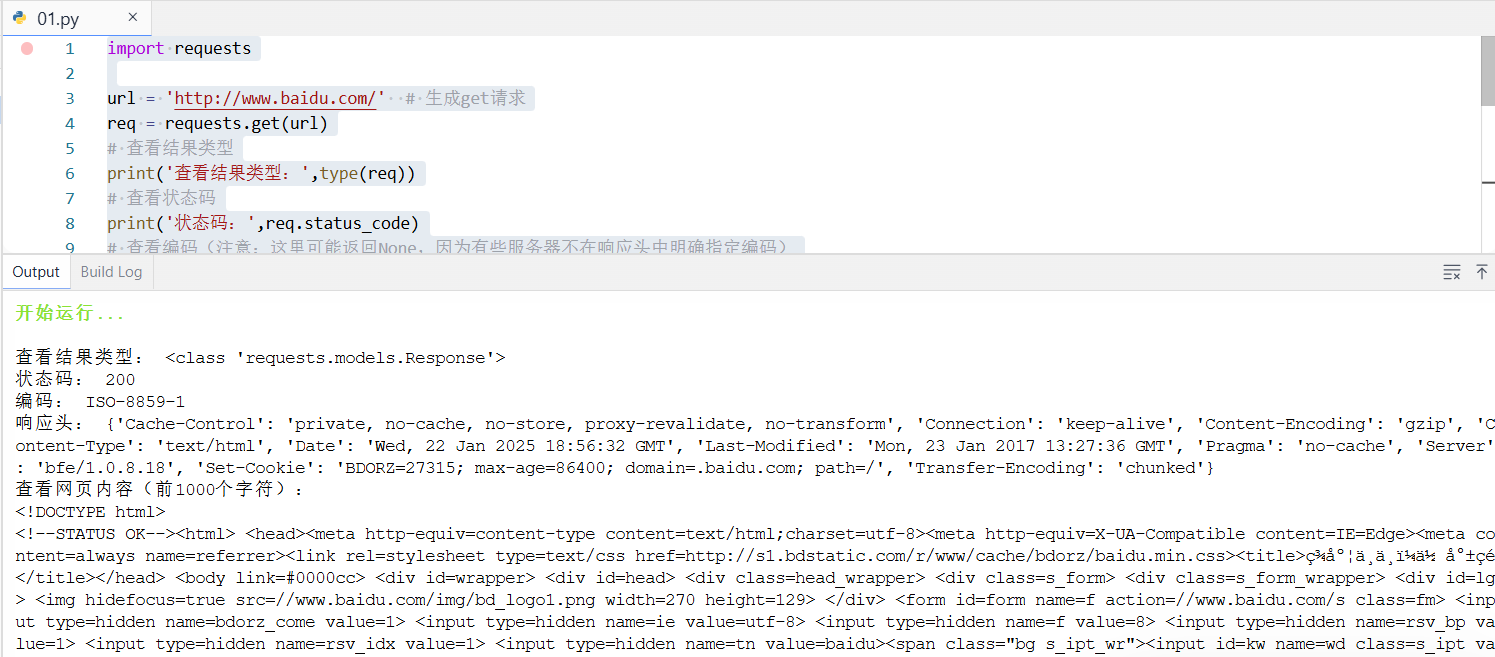 01.py ×
1 import requests
2
3 url = 'http://www.baidu.com/' # 生成get请求
4 req = requests.get(url)
5 # 查看结果类型
6 print('查看结果类型：',type(req))
7 # 查看状态码
8 print('状态码：',req.status_code)
9 # 查看编码（注意：这里可能返回None，因为有些服务器不在响应头中明确指定编码）
Output Build Log
开始运行...
查看结果类型： <class 'requests.models.Response'>
状态码： 200
编码： ISO-8859-1
响应头： {'Cache-Control': 'private, no-cache, no-store, proxy-revalidate, no-transform', 'Connection': 'keep-alive', 'Content-Encoding': 'gzip', 'C
ontent-Type': 'text/html', 'Date': 'Wed, 22 Jan 2025 18:56:32 GMT', 'Last-Modified': 'Mon, 23 Jan 2017 13:27:36 GMT', 'Pragma': 'no-cache', 'Server'
: 'bfe/1.0.8.18', 'Set-Cookie': 'BDORZ=27315; max-age=86400; domain=.baidu.com; path=/', 'Transfer-Encoding': 'chunked'}
查看网页内容（前1000个字符）：
<!DOCTYPE html>
<!--STATUS OK--><html> <head><meta http-equiv=content-type content=text/html;charset=utf-8><meta http-equiv=X-UA-Compatible content=IE=Edge><meta co
ntent=always name=referrer><link rel=stylesheet type=text/css href=http://s1.bdstatic.com/r/www/cache/bdorz/baidu.min.css><title>ç¾åº¦ä¸ä¸ï¼ä½ å°±çé
</title></head> <body link=#0000cc> <div id=wrapper> <div id=head> <div class=head_wrapper> <div class=s_form> <div class=s_form_wrapper> <div id=lg
> <img hidefocus=true src=//www.baidu.com/img/bd_logo1.png width=270 height=129> </div> <form id=form name=f action=//www.baidu.com/s class=fm> <inp
ut type=hidden name=bdorz_come value=1> <input type=hidden name=ie value=utf-8> <input type=hidden name=f value=8> <input type=hidden name=rsv_bp va
lue=1> <input type=hidden name=rsv_idx value=1> <input type=hidden name=tn value=baidu><span class="bg s_ipt_wr"><input id=kw name=wd class=s_ipt va